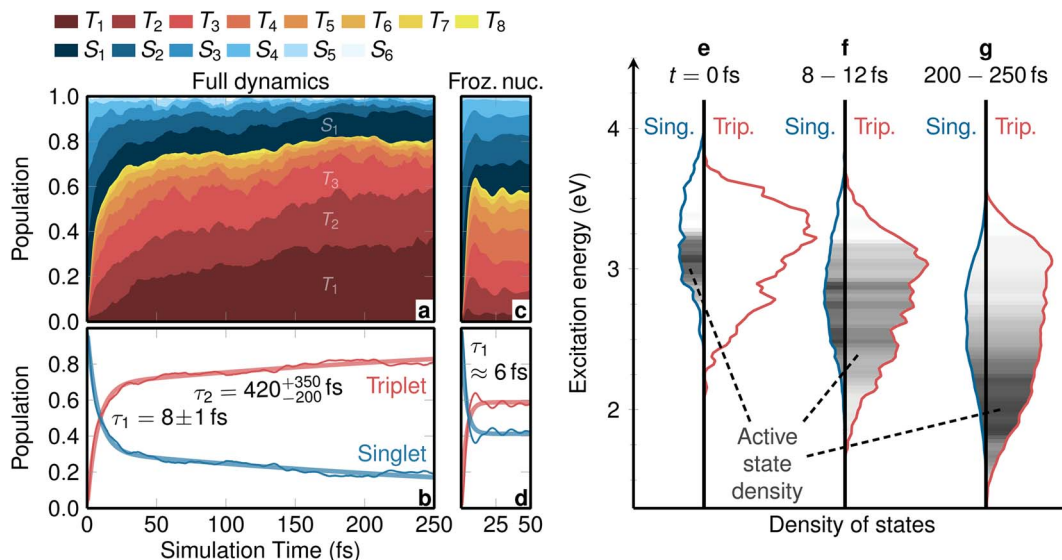 T₁ T₂ T₃ T₄ T₅ T₆ T₇ T₈
S₁ S₂ S₃ S₄ S₅ S₆
Full dynamics
Froz. nuc.
Population
1.0
0.8
0.6
0.4
0.2
0.0
S₁
T₃
T₂
T₁
a
c
Population
0.8
0.6
0.4
0.2
0.0
τ₁ = 8±1 fs
τ₂ = 420⁺³⁵⁰₋₂₀₀ fs
Triplet
Singlet
b
τ₁
≈ 6 fs
d
0 50 100 150 200 250
0 25 50
Simulation Time (fs)
e f g
t = 0 fs 8 – 12 fs 200 – 250 fs
Sing. Trip. Sing. Trip. Sing. Trip.
Excitation energy (eV)
4
3
2
Active
state
density
Density of states